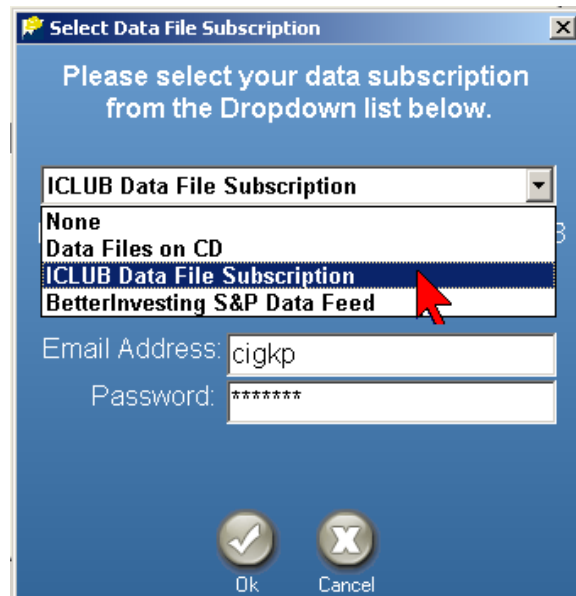 Select Data File Subscription
Please select your data subscription
from the Dropdown list below.
ICLUB Data File Subscription
None
Data Files on CD
ICLUB Data File Subscription
BetterInvesting S&P Data Feed
Email Address: cigkp
Password: *******
Ok Cancel